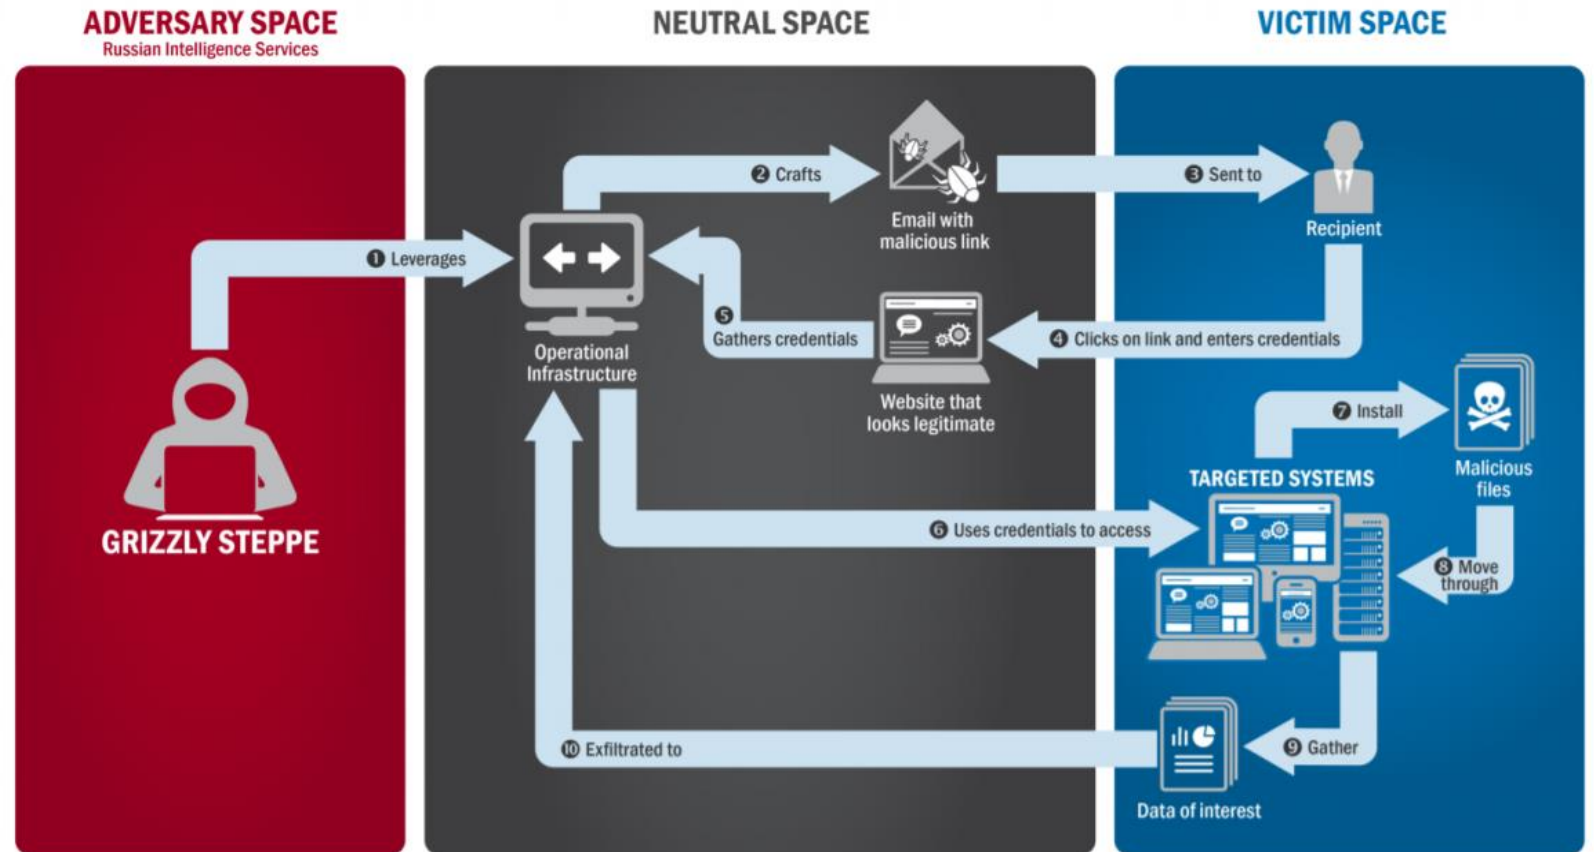 ADVERSARY SPACE
Russian Intelligence Services
NEUTRAL SPACE
VICTIM SPACE
❶ Leverages
❷ Crafts
Email with
malicious link
❸ Sent to
Recipient
❹ Clicks on link and enters credentials
❺
Gathers credentials
Website that
looks legitimate
Operational
Infrastructure
GRIZZLY STEPPE
❻ Uses credentials to access
TARGETED SYSTEMS
❼ Install
Malicious
files
❽ Move
through
❾ Gather
Data of interest
❿ Exfiltrated to